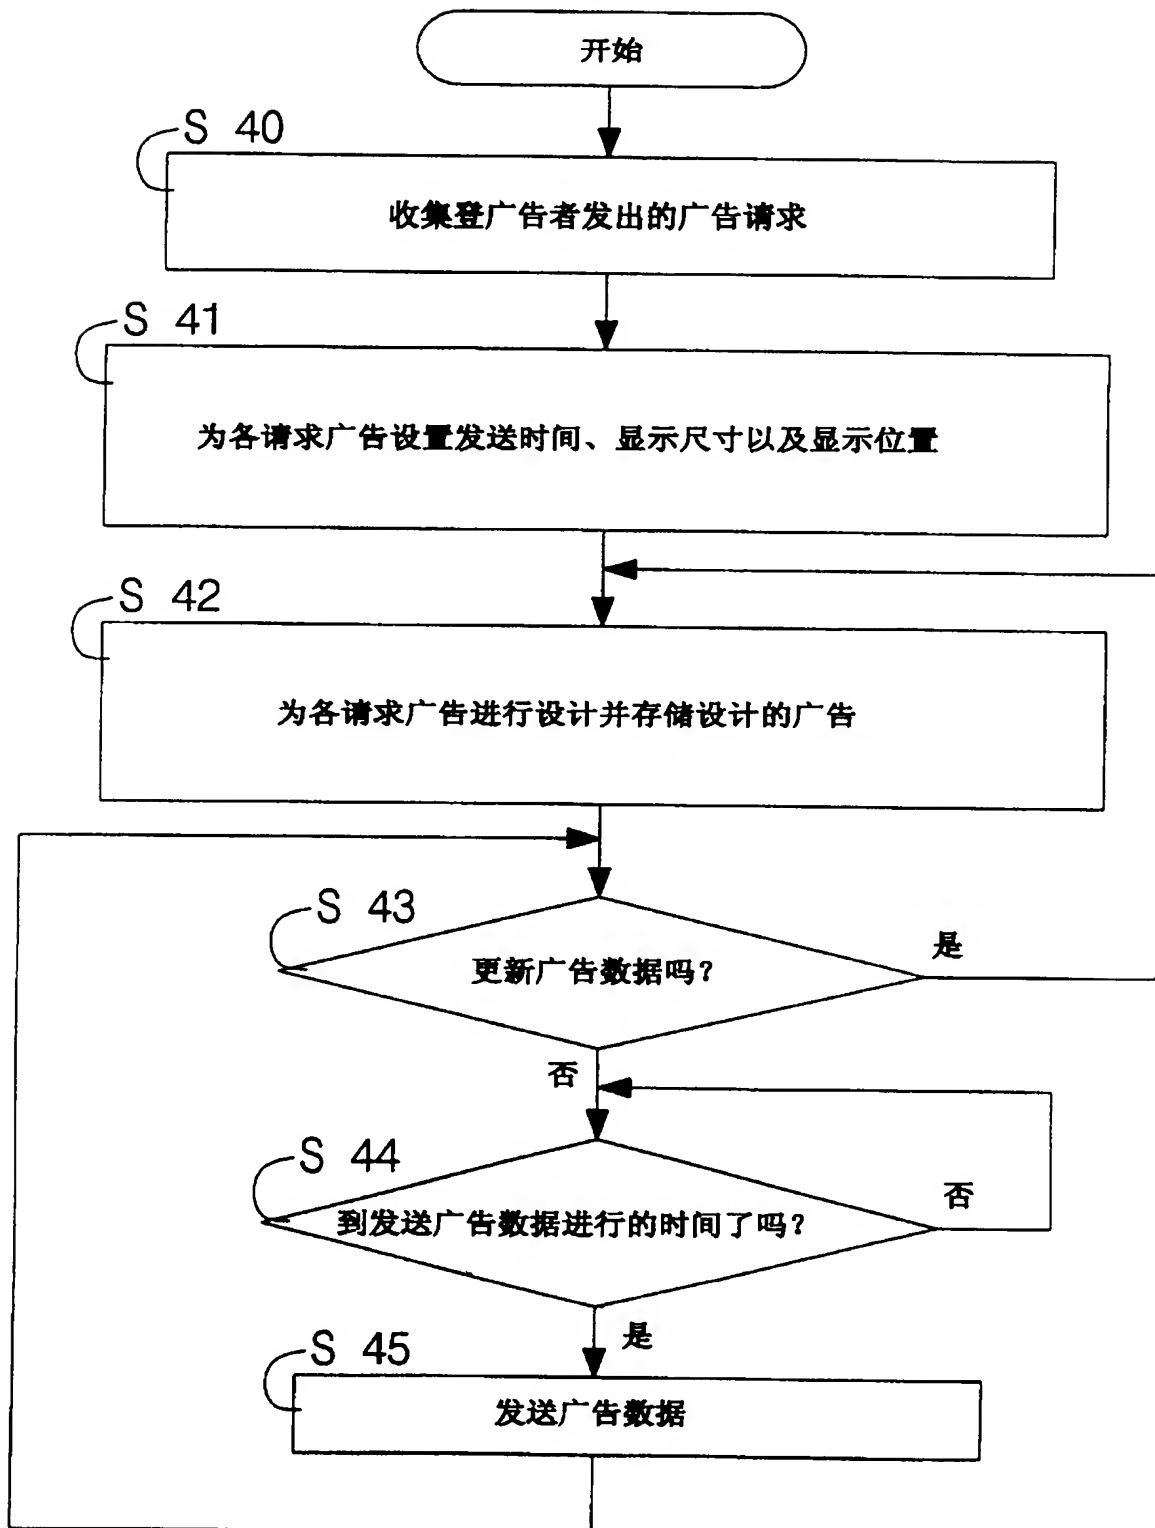 开始
S 40
收集登广告者发出的广告请求
S 41
为各请求广告设置发送时间、显示尺寸以及显示位置
S 42
为各请求广告进行设计并存储设计的广告
S 43
更新广告数据吗？
是
否
S 44
到发送广告数据进行的时间了吗？
否
是
S 45
发送广告数据